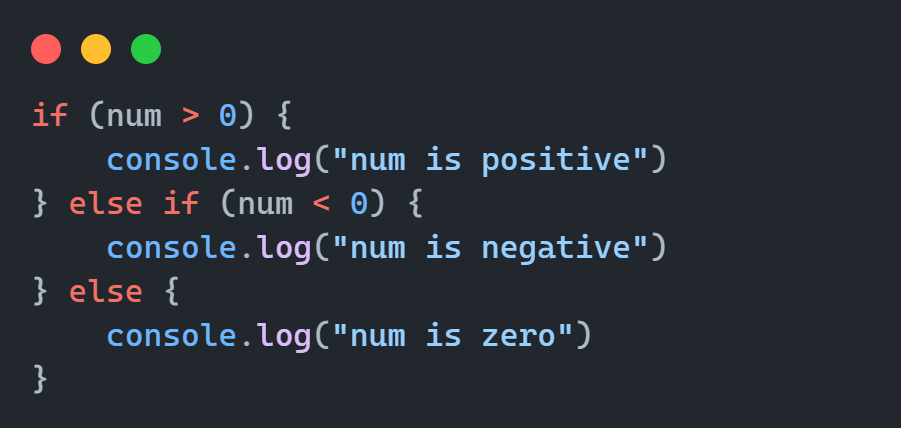 if (num > 0) {
    console.log("num is positive")
} else if (num < 0) {
    console.log("num is negative")
} else {
    console.log("num is zero")
}